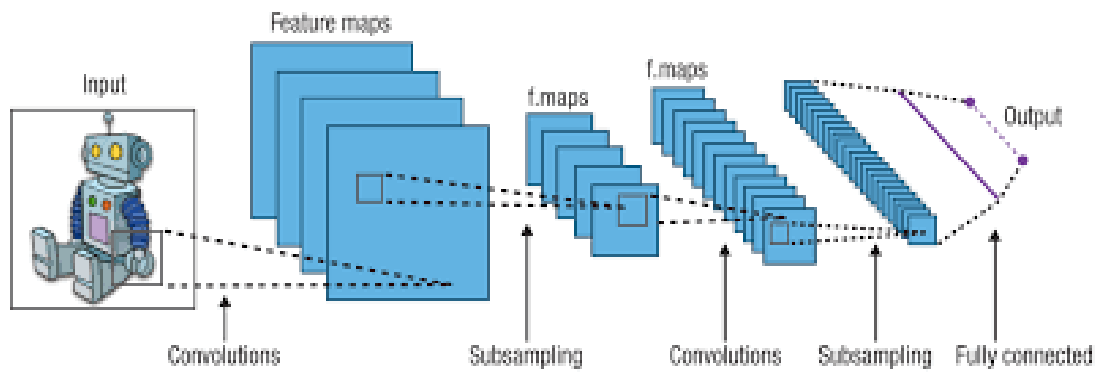 Feature maps
Input
f.maps
f.maps
Output
Convolutions
Subsampling
Convolutions
Subsampling
Fully connected